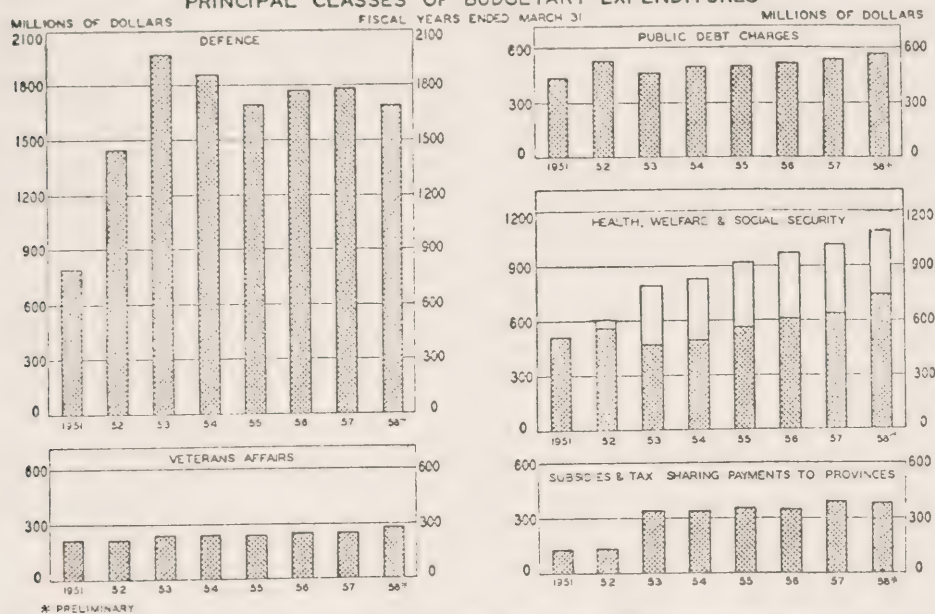 PRINCIPAL CLASSES OF BUDGETARY EXPENDITURES
FISCAL YEARS ENDED MARCH 31
MILLIONS OF DOLLARS
MILLIONS OF DOLLARS
DEFENCE
2100
1800
1500
1200
900
600
300
0
2100
1800
1500
1200
900
600
300
0
1951 52 53 54 55 56 57 58*
VETERANS AFFAIRS
600
300
0
600
300
0
1951 52 53 54 55 56 57 58*
* PRELIMINARY
PUBLIC DEBT CHARGES
600
300
0
600
300
0
1951 52 53 54 55 56 57 58*
HEALTH, WELFARE & SOCIAL SECURITY
1200
900
600
300
0
1200
900
600
300
0
1951 52 53 54 55 56 57 58*
SUBSIDIES & TAX SHARING PAYMENTS TO PROVINCES
600
300
0
600
300
0
1951 52 53 54 55 56 57 58*